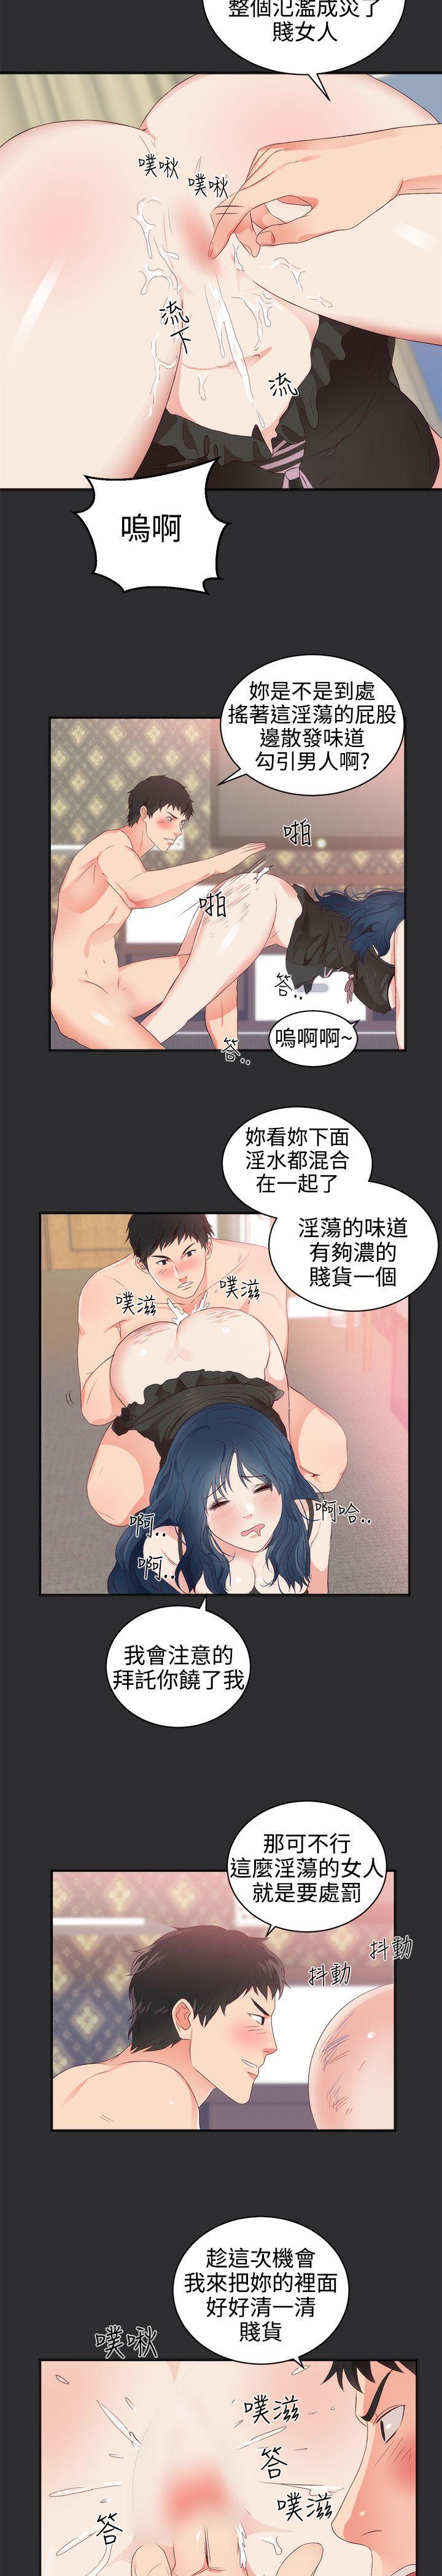 整個氾濫成災了
賤女人
噗啾
噗啾
流
下
流
嗚啊
妳是不是到處
搖著這淫蕩的屁股
邊散發味道
勾引男人啊?
啪
啪
答..
答..
嗚啊啊~
妳看妳下面
淫水都混合
在一起了
淫蕩的味道
有夠濃的
賤貨一個
噗滋
噗滋
啊..
啊..
啊哈..
我會注意的
拜託你饒了我
那可不行
這麼淫蕩的女人
就是要處罰
抖動
抖動
趁這次機會
我來把妳的裡面
好好清一清
賤貨
噗啾
噗滋
答
噗滋
答